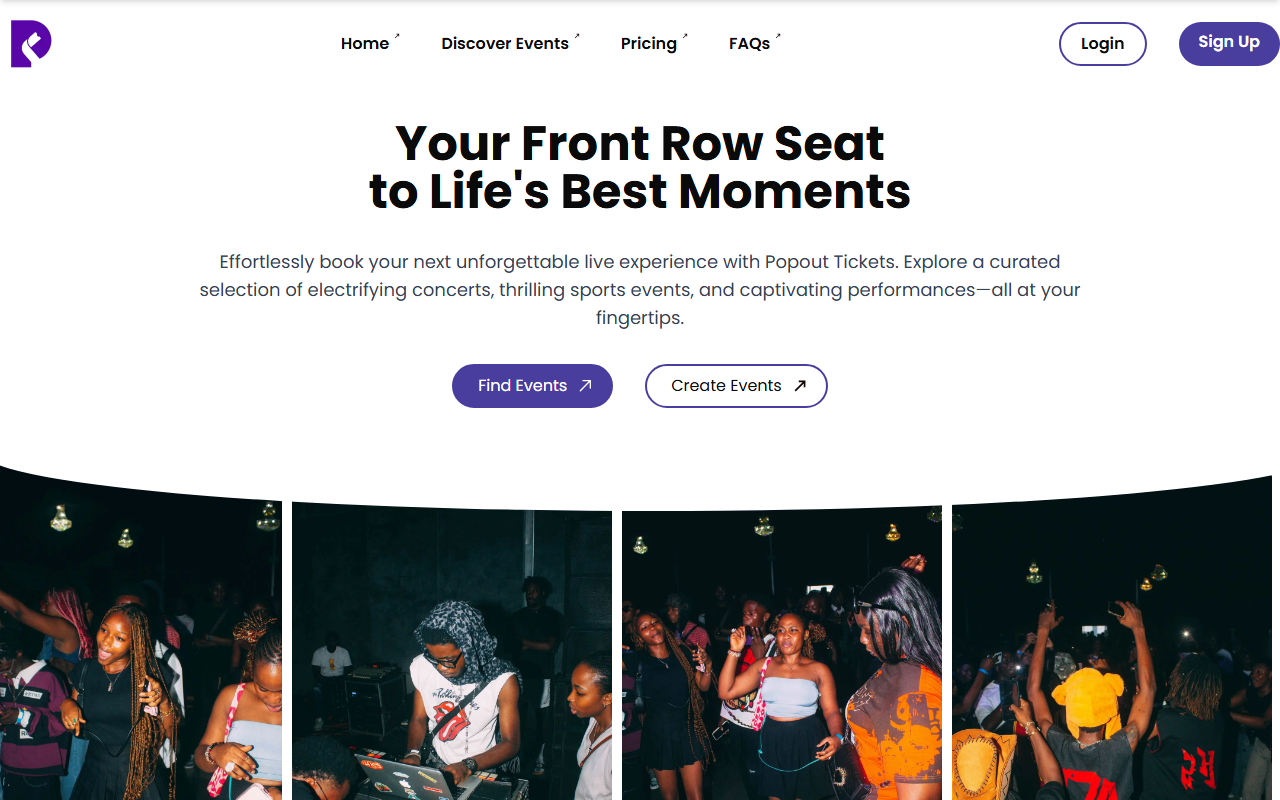 Home
Discover Events
Pricing
FAQs
Login
Sign Up
Your Front Row Seat
to Life's Best Moments
Effortlessly book your next unforgettable live experience with Popout Tickets. Explore a curated
selection of electrifying concerts, thrilling sports events, and captivating performances—all at your
fingertips.
Find Events
Create Events